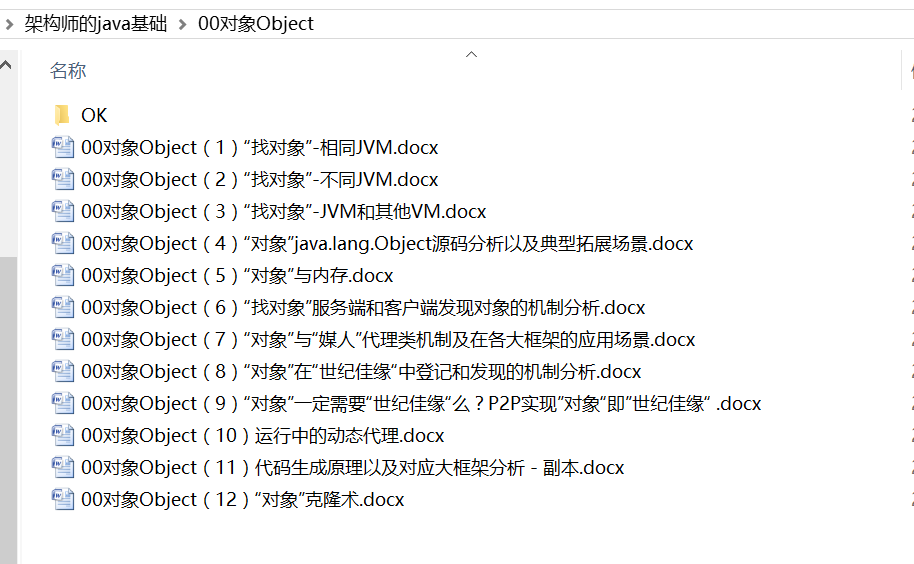 架构师的java基础 > 00对象Object
名称
OK
00对象Object（1）“找对象”-相同JVM.docx
00对象Object（2）“找对象”-不同JVM.docx
00对象Object（3）“找对象”-JVM和其他VM.docx
00对象Object（4）“对象”java.lang.Object源码分析以及典型拓展场景.docx
00对象Object（5）“对象”与内存.docx
00对象Object（6）“找对象”服务端和客户端发现对象的机制分析.docx
00对象Object（7）“对象”与“媒人”代理类机制及在各大框架的应用场景.docx
00对象Object（8）“对象”在“世纪佳缘”中登记和发现的机制分析.docx
00对象Object（9）“对象”一定需要“世纪佳缘“么？P2P实现”对象“即”世纪佳缘“ .docx
00对象Object（10）运行中的动态代理.docx
00对象Object（11）代码生成原理以及对应大框架分析 - 副本.docx
00对象Object（12）“对象”克隆术.docx